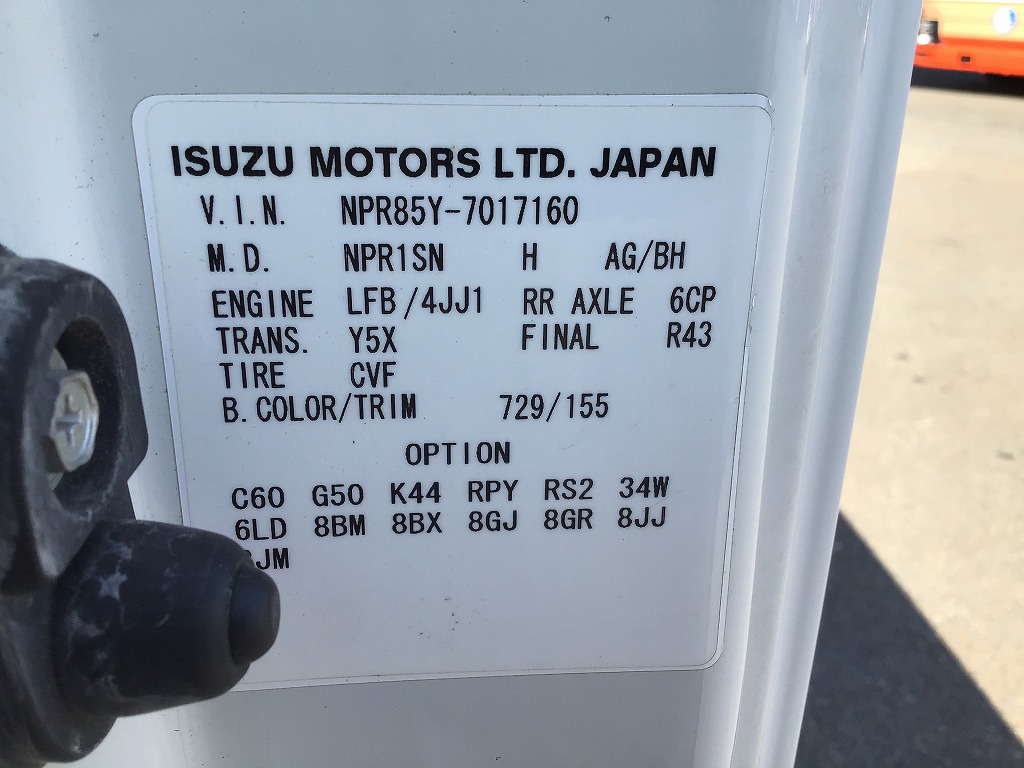 ISUZU MOTORS LTD. JAPAN
V.I.N. NPR85Y-7017160
M.D. NPR1SN H AG/BH
ENGINE LFB/4JJ1 RR AXLE 6CP
TRANS. Y5X FINAL R43
TIRE CVF
B.COLOR/TRIM 729/155
OPTION
C60 G50 K44 RPY RS2 34W
6LD 8BM 8BX 8GJ 8GR 8JJ